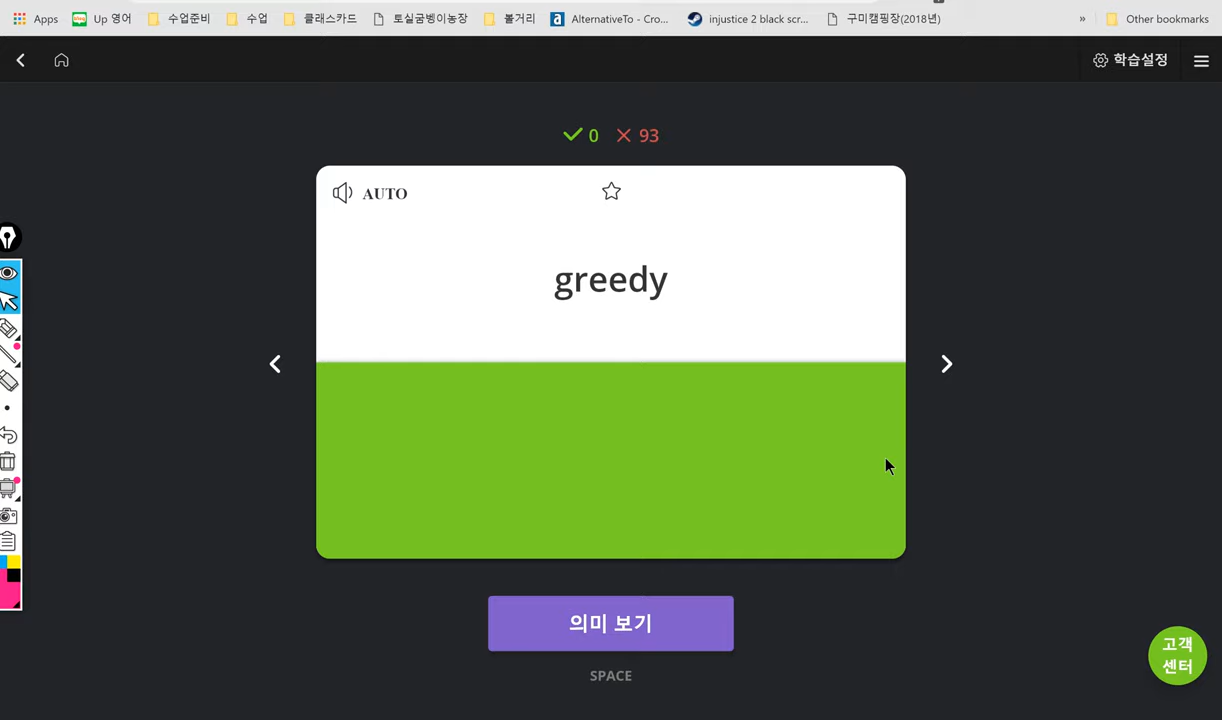 Apps Up 영어 수업준비 수업 클래스카드 토실굼벵이농장 볼거리 AlternativeTo - Cro... injustice 2 black scr... 구미캠핑장(2018년) » Other bookmarks
학습설정
0 93
AUTO
greedy
의미 보기
SPACE
고객
센터